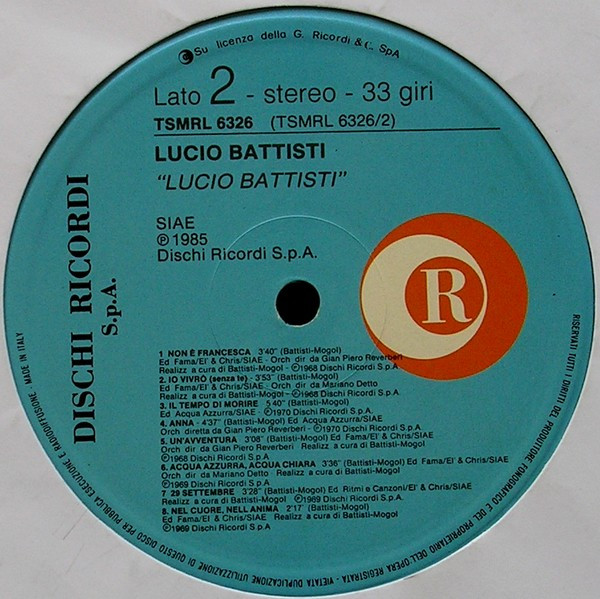 Su licenza della G. Ricordi & C. SpA
Lato 2 - stereo - 33 giri
TSMRL 6326 (TSMRL 6326/2)
LUCIO BATTISTI
"LUCIO BATTISTI"
SIAE
℗ 1985
Dischi Ricordi S.p.A.
DISCHI RICORDI
S.p.A.
R
1 NON È FRANCESCA 3'40" (Battisti-Mogol)
Ed Fama/El' & Chris/SIAE - Orch dir da Gian Piero Reverberi
Realizz a cura di Battisti-Mogol - ℗1968 Dischi Ricordi S.p.A
2. IO VIVRÒ (senza te) - 3'53" (Battisti-Mogol)
Ed Fama/El' & Chris/SIAE - Orch dir da Mariano Detto
Realizz a cura di Battisti-Mogol - ℗1968 Dischi Ricordi S.p.A
3. IL TEMPO DI MORIRE 5'40" (Battisti-Mogol)
Ed Acqua Azzurra/SIAE - ℗1970 Dischi Ricordi S.p.A
4. ANNA - 4'37" (Battisti-Mogol) Ed Acqua Azzurra/SIAE
Orch diretta da Gian Piero Reverberi - ℗1970 Dischi Ricordi S.p.A
5. UN'AVVENTURA 3'08" (Battisti-Mogol) Ed Fama/El' & Chris/SIAE
Orch dir da Gian Piero Reverberi - Realizz a cura di Battisti-Mogol
℗1968 Dischi Ricordi S.p.A
6. ACQUA AZZURRA, ACQUA CHIARA 3'36" (Battisti-Mogol) Ed Fama/El' & Chris/SIAE
Orch dir da Mariano Detto - Realizz a cura di Battisti-Mogol
℗1969 Dischi Ricordi S.p.A
7 29 SETTEMBRE 3'28" (Battisti-Mogol) Ed Ritmi e Canzoni/El' & Chris/SIAE
Realizz a cura di Battisti-Mogol ℗1969 Dischi Ricordi S.p.A
8. NEL CUORE, NELL'ANIMA 2'17" (Battisti-Mogol)
Ed Fama/El' & Chris/SIAE Realizz a cura di Battisti-Mogol
℗1969 Dischi Ricordi S.p.A
RISERVATI TUTTI I DIRITTI DEL PRODUTTORE FONOGRAFICO E DEL PROPRIETARIO DELL'OPERA REGISTRATA - VIETATA DUPLICAZIONE UTILIZZAZIONE DI QUESTO DISCO PER PUBBLICA ESECUZIONE E RADIODIFFUSIONE. - MADE IN ITALY